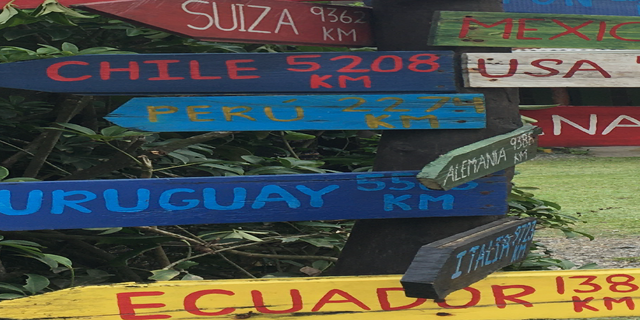 SUIZA 9362 KM
MEXICO
CHILE 5208 KM
USA
PERÚ
KM
NA
ALEMANIA
KM
URUGUAY
KM
ITALIA
KM
ECUADOR 138 KM